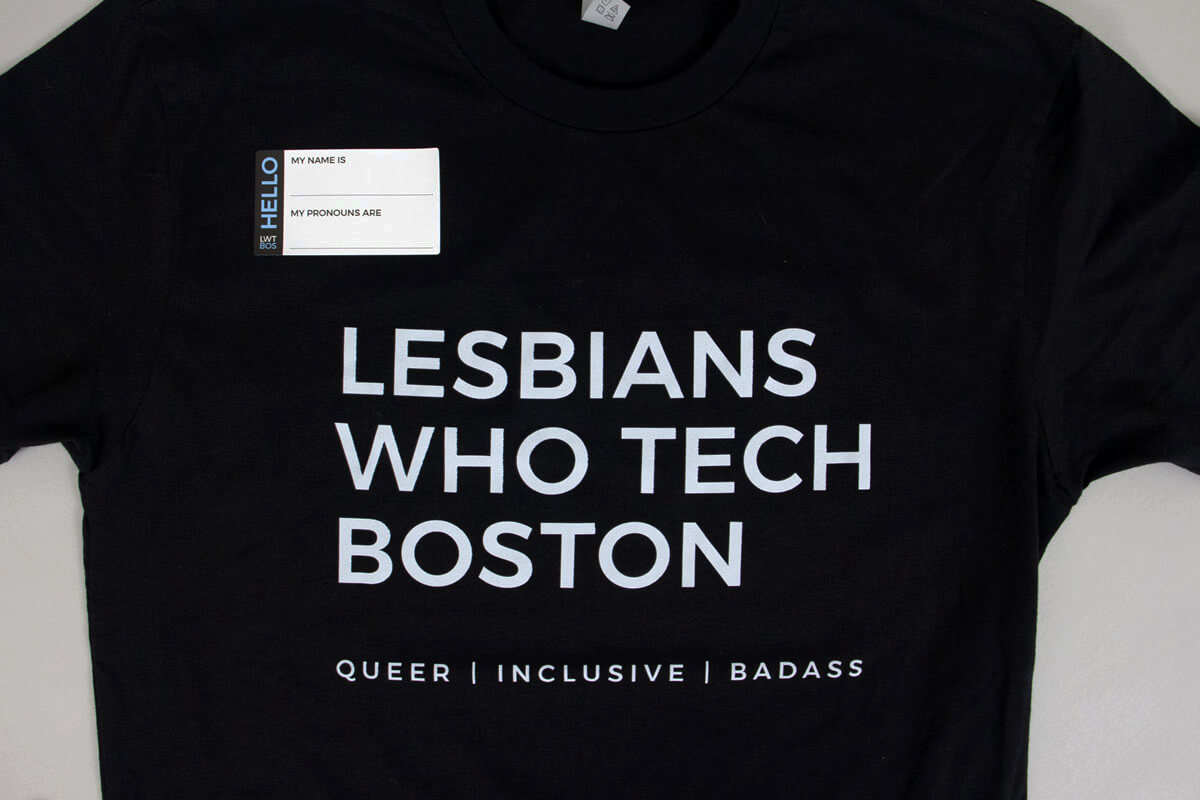 HELLO
LWT
BOS
MY NAME IS
MY PRONOUNS ARE
LESBIANS
WHO TECH
BOSTON
QUEER | INCLUSIVE | BADASS